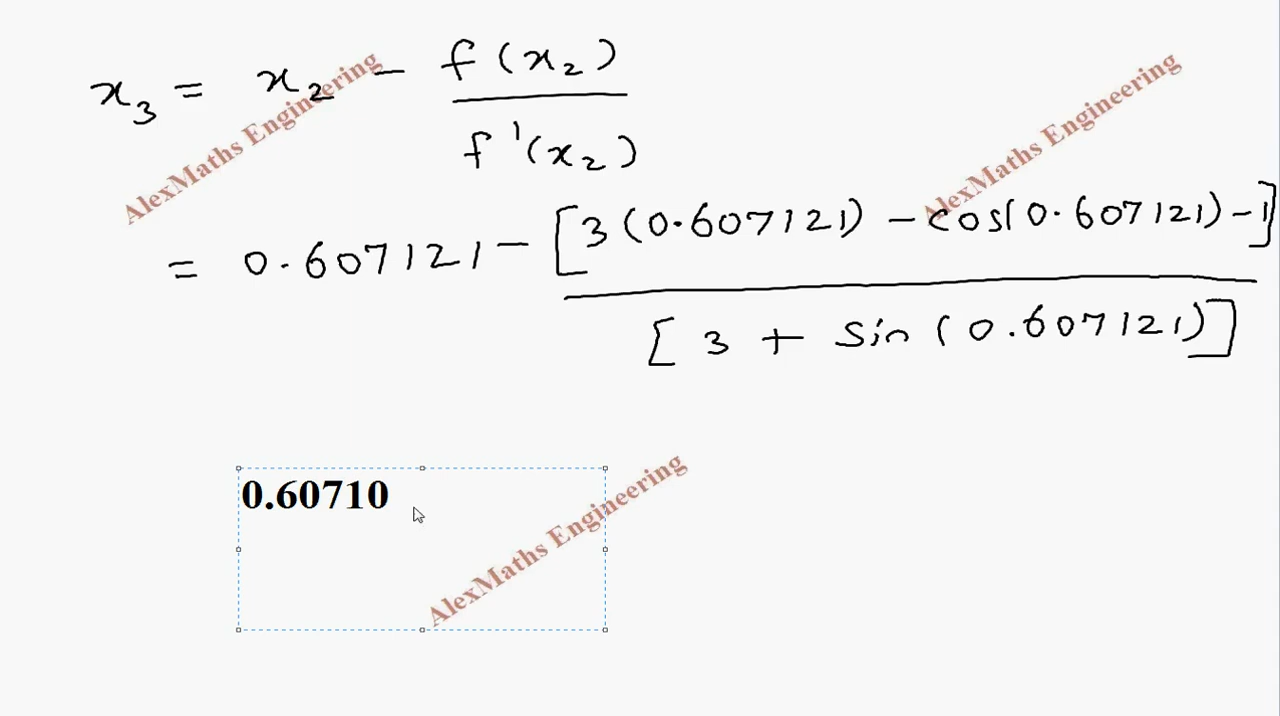 x₃ = x₂ - f(x₂) / f'(x₂)
= 0.607121 - [3(0.607121) - cos(0.607121) - 1] / [3 + sin(0.607121)]
0.60710
AlexMaths Engineering
AlexMaths Engineering
AlexMaths Engineering